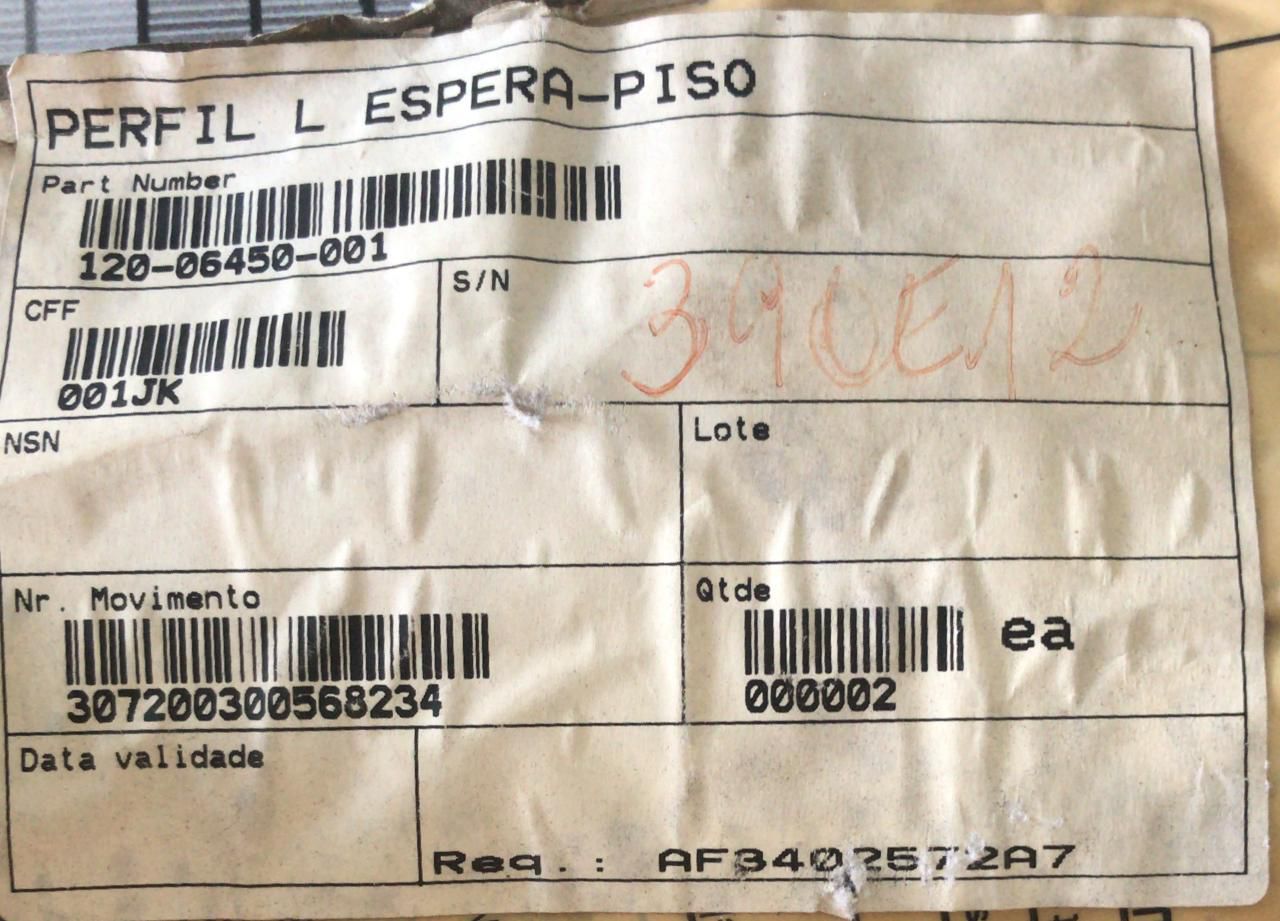 PERFIL L ESPERA-PISO
Part Number
120-06450-001
CFF
001JK
S/N
390E12
NSN
Lote
Nr. Movimento
307200300568234
Qtde
000002
ea
Data validade
Req.: AF3402572A7